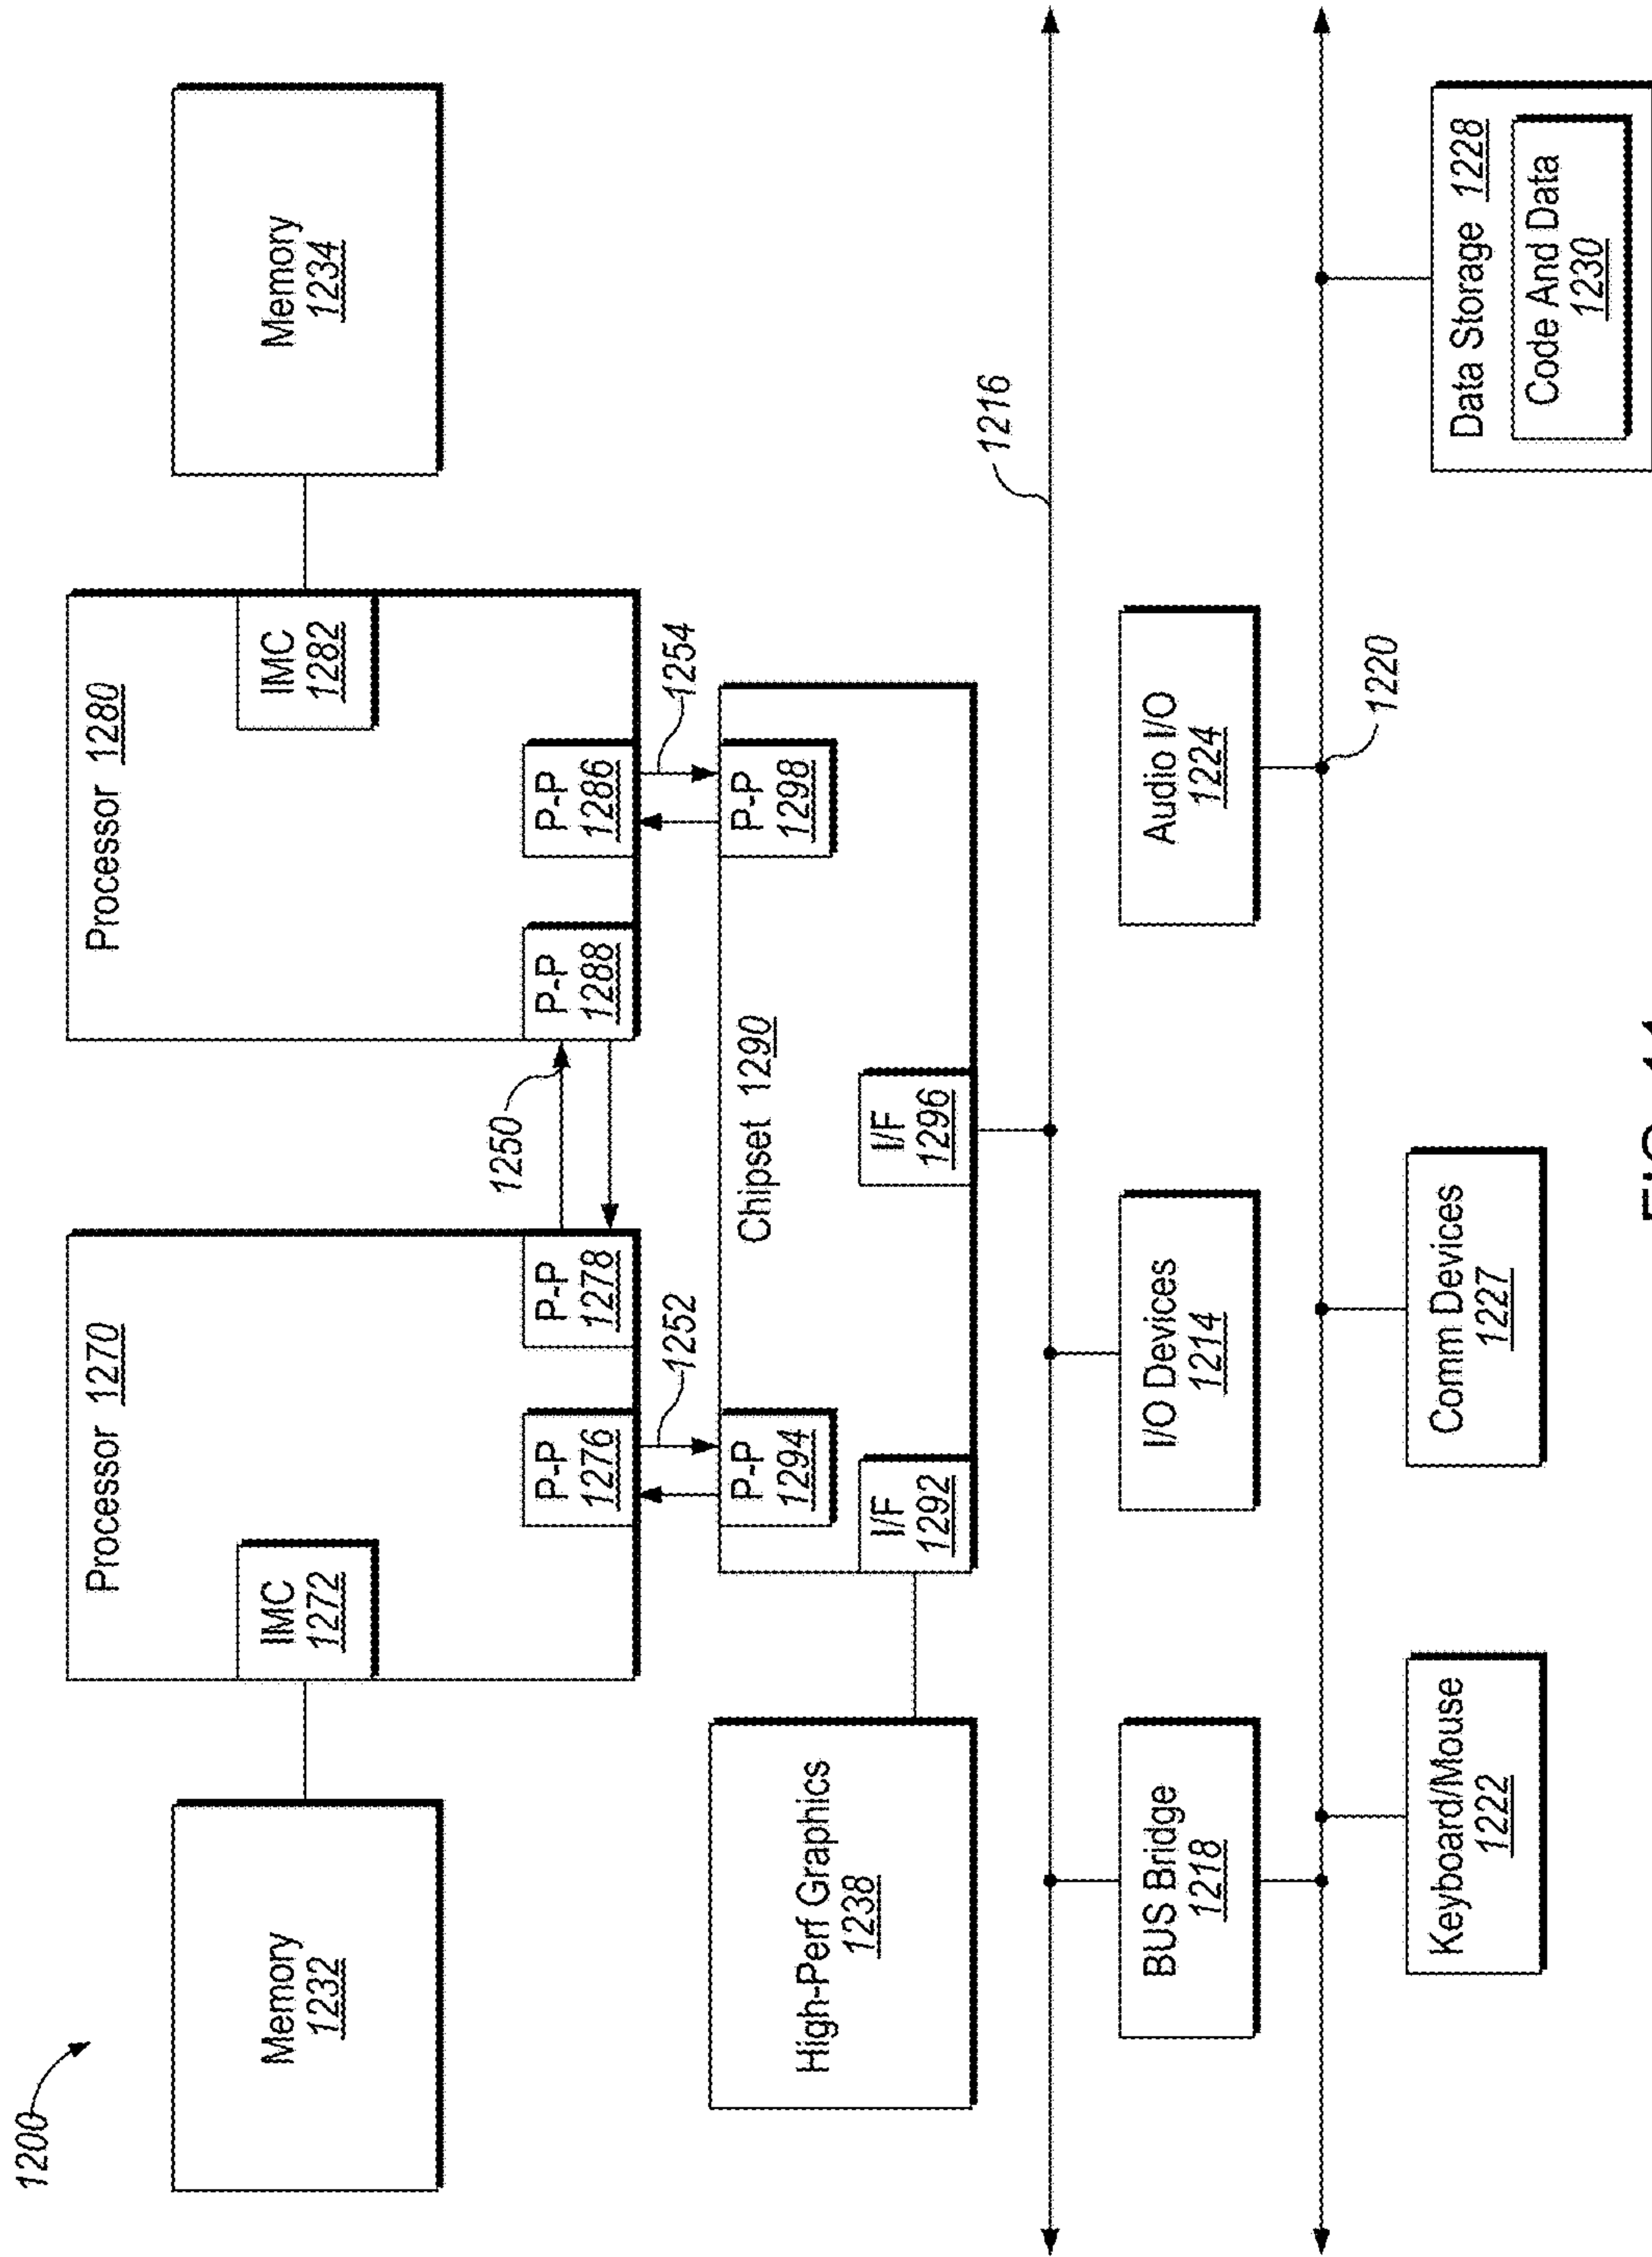 1200
Memory
1232
Processor 1270
IMC
1272
P-P
1276
P-P
1278
1250
Processor 1280
P-P
1288
P-P
1286
IMC
1282
Memory
1234
1252
1254
High-Perf Graphics
1238
P-P
1294
Chipset 1290
P-P
1298
I/F
1292
I/F
1296
1216
BUS Bridge
1218
I/O Devices
1214
Audio I/O
1224
1220
Keyboard/Mouse
1222
Comm Devices
1227
Data Storage 1228
Code And Data
1230